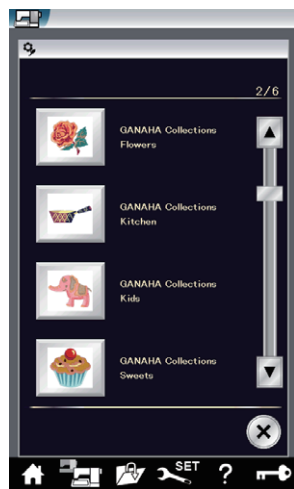 2/6
GANAHA Collections
Flowers
GANAHA Collections
Kitchen
GANAHA Collections
Kids
GANAHA Collections
Sweets
SET
?